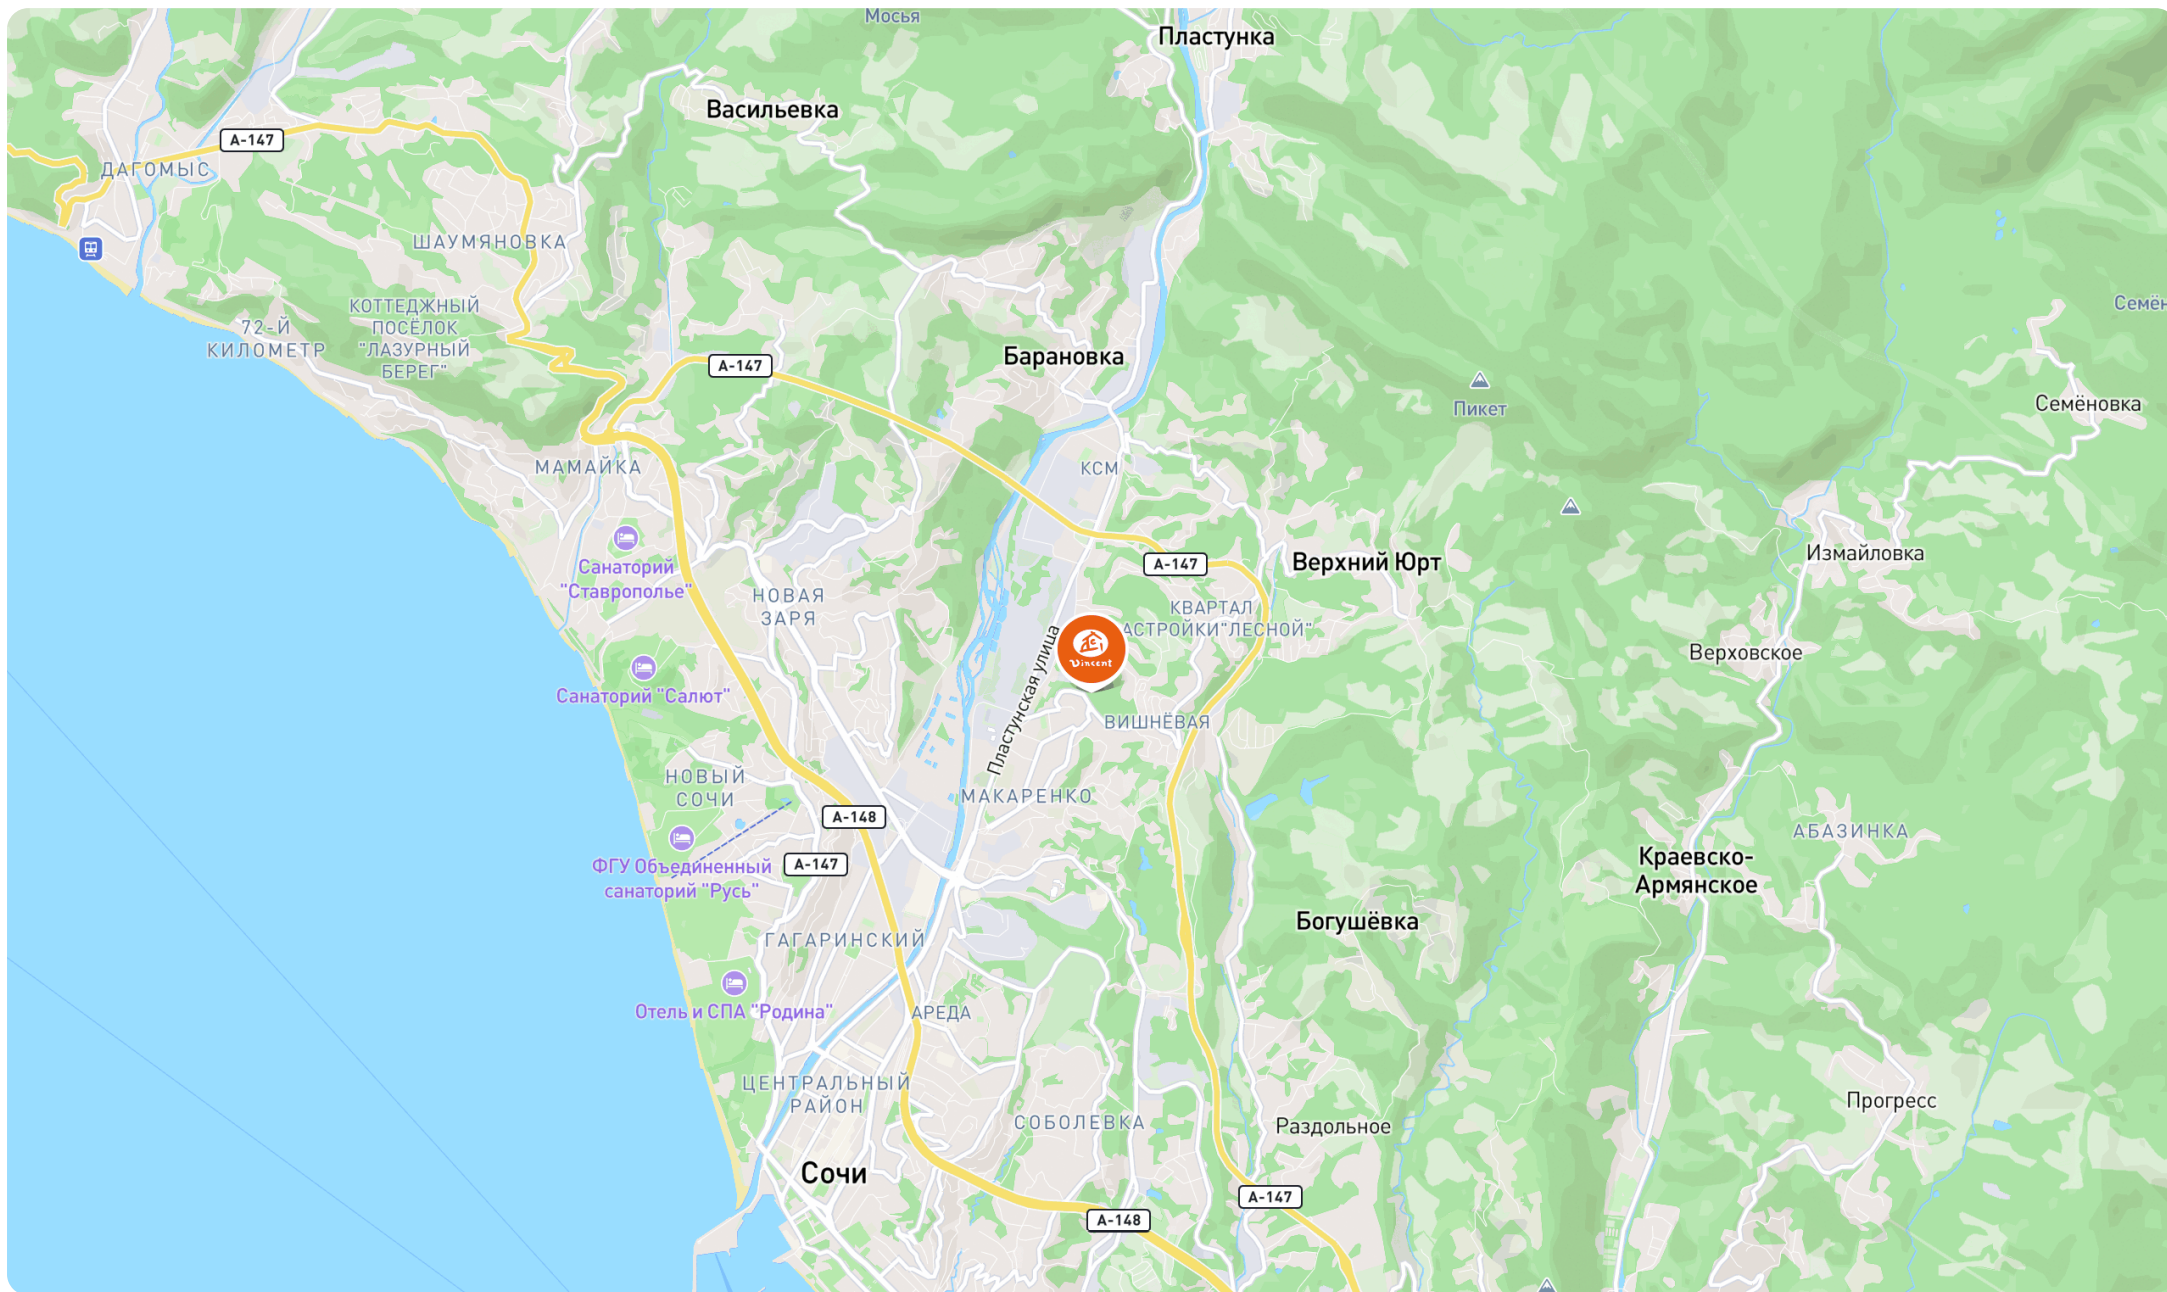 Мосья
Пластунка
Васильевка
А-147
ДАГОМЫС
ШАУМЯНОВКА
Семён
КОТТЕДЖНЫЙ
ПОСЁЛОК
"ЛАЗУРНЫЙ
БЕРЕГ"
72-Й
КИЛОМЕТР
Барановка
А-147
Пикет
Семёновка
МАМАЙКА
КСМ
Санаторий
"Ставрополье"
А-147
Верхний Юрт
Измайловка
НОВАЯ
ЗАРЯ
КВАРТАЛ
АСТРОЙКИ"ЛЕСНОЙ"
Vincent
Пластунская улица
Верховское
Санаторий "Салют"
ВИШНЁВАЯ
НОВЫЙ
СОЧИ
МАКАРЕНКО
А-148
А-147
АБАЗИНКА
ФГУ Объединенный
санаторий "Русь"
Краевско-
Армянское
Богушёвка
ГАГАРИНСКИЙ
Отель и СПА "Родина"
АРЕДА
ЦЕНТРАЛЬНЫЙ
РАЙОН
СОБОЛЕВКА
Раздольное
Прогресс
Сочи
А-147
А-148